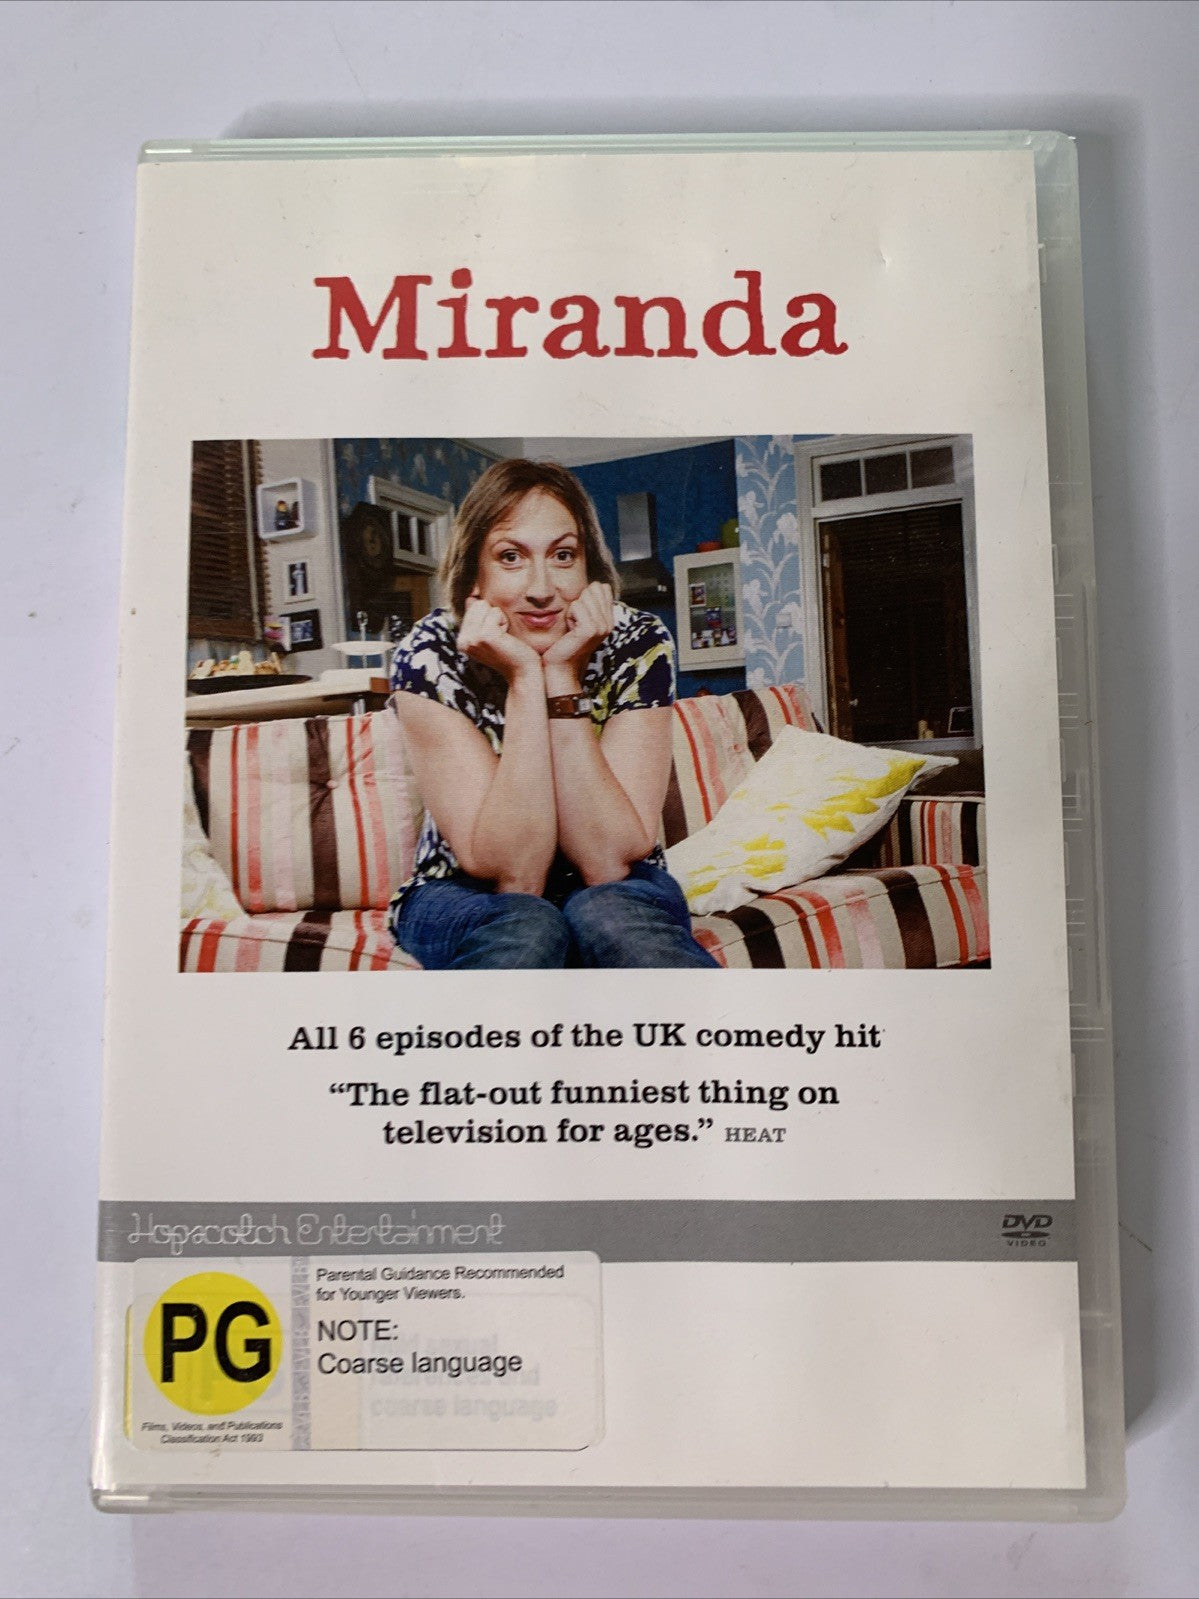 Miranda
All 6 episodes of the UK comedy hit
“The flat-out funniest thing on
television for ages.” HEAT
Hopscotch Entertainment
DVD
VIDEO
PG
Films, Videos, and Publications
Classification Act 1993
Parental Guidance Recommended
for Younger Viewers.
NOTE:
Coarse language
coarse language